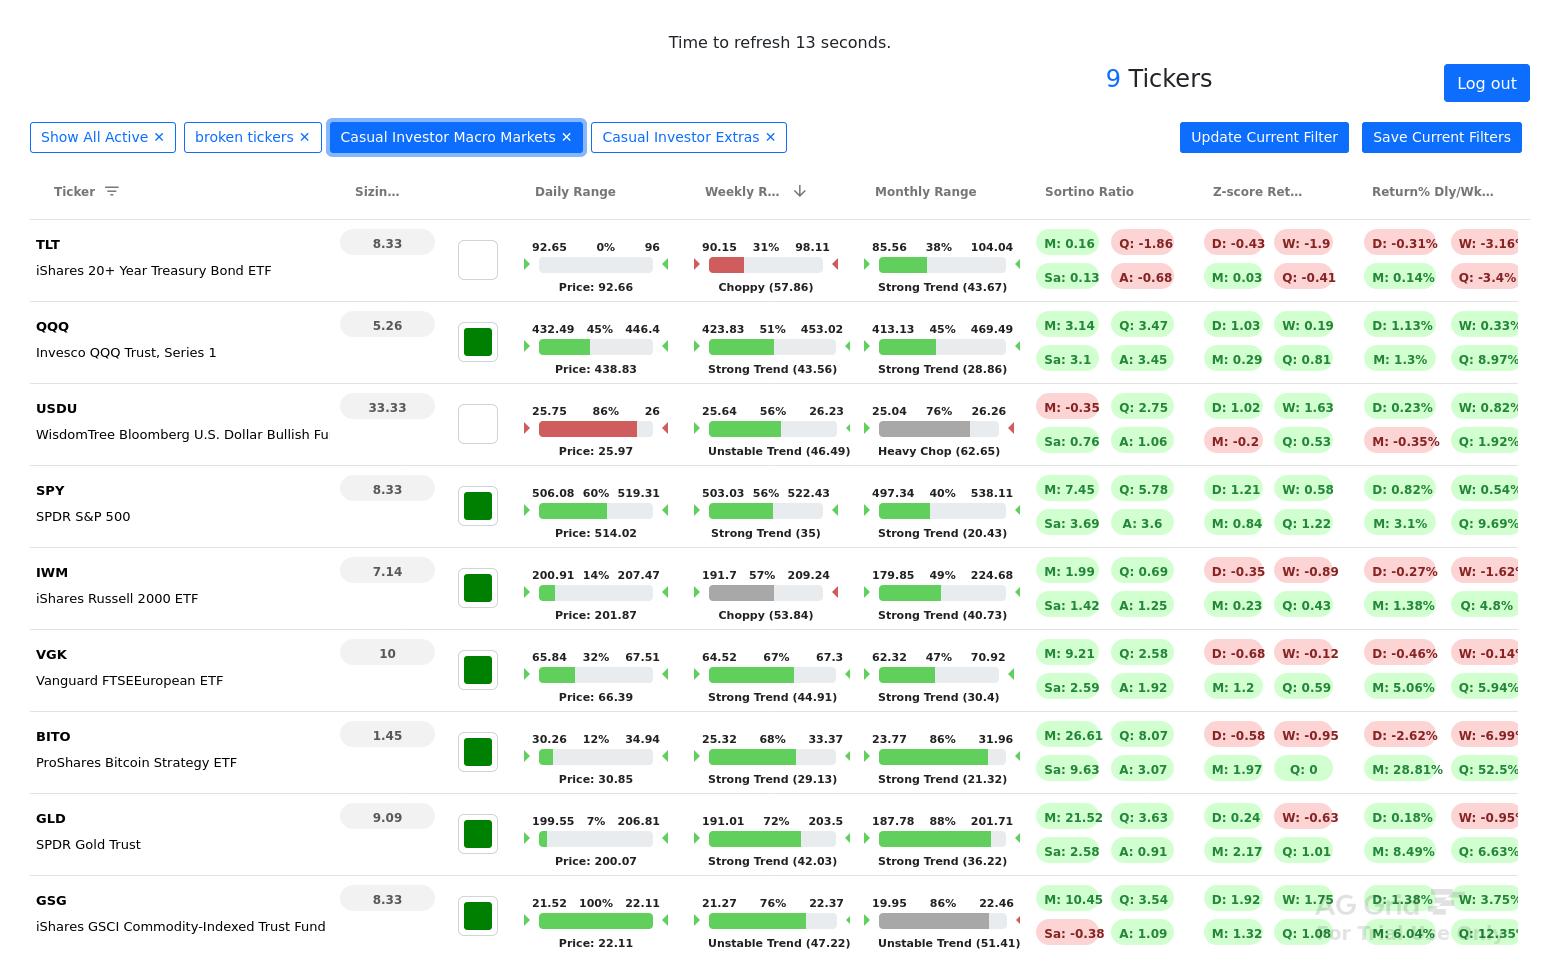 Time to refresh 13 seconds.
9 Tickers
Log out
Show All Active ✕ broken tickers ✕ Casual Investor Macro Markets ✕ Casual Investor Extras ✕ Update Current Filter Save Current Filters
Ticker Sizin… Daily Range Weekly R… Monthly Range Sortino Ratio Z-score Ret… Return% Dly/Wk…
TLT 8.33 92.65 0% 96 90.15 31% 98.11 85.56 38% 104.04 M: 0.16 Q: -1.86 D: -0.43 W: -1.9 D: -0.31% W: -3.16%
iShares 20+ Year Treasury Bond ETF Price: 92.66 Choppy (57.86) Strong Trend (43.67) Sa: 0.13 A: -0.68 M: 0.03 Q: -0.41 M: 0.14% Q: -3.4%
QQQ 5.26 432.49 45% 446.4 423.83 51% 453.02 413.13 45% 469.49 M: 3.14 Q: 3.47 D: 1.03 W: 0.19 D: 1.13% W: 0.33%
Invesco QQQ Trust, Series 1 Price: 438.83 Strong Trend (43.56) Strong Trend (28.86) Sa: 3.1 A: 3.45 M: 0.29 Q: 0.81 M: 1.3% Q: 8.97%
USDU 33.33 25.75 86% 26 25.64 56% 26.23 25.04 76% 26.26 M: -0.35 Q: 2.75 D: 1.02 W: 1.63 D: 0.23% W: 0.82%
WisdomTree Bloomberg U.S. Dollar Bullish Fu Price: 25.97 Unstable Trend (46.49) Heavy Chop (62.65) Sa: 0.76 A: 1.06 M: -0.2 Q: 0.53 M: -0.35% Q: 1.92%
SPY 8.33 506.08 60% 519.31 503.03 56% 522.43 497.34 40% 538.11 M: 7.45 Q: 5.78 D: 1.21 W: 0.58 D: 0.82% W: 0.54%
SPDR S&P 500 Price: 514.02 Strong Trend (35) Strong Trend (20.43) Sa: 3.69 A: 3.6 M: 0.84 Q: 1.22 M: 3.1% Q: 9.69%
IWM 7.14 200.91 14% 207.47 191.7 57% 209.24 179.85 49% 224.68 M: 1.99 Q: 0.69 D: -0.35 W: -0.89 D: -0.27% W: -1.62%
iShares Russell 2000 ETF Price: 201.87 Choppy (53.84) Strong Trend (40.73) Sa: 1.42 A: 1.25 M: 0.23 Q: 0.43 M: 1.38% Q: 4.8%
VGK 10 65.84 32% 67.51 64.52 67% 67.3 62.32 47% 70.92 M: 9.21 Q: 2.58 D: -0.68 W: -0.12 D: -0.46% W: -0.14%
Vanguard FTSEEuropean ETF Price: 66.39 Strong Trend (44.91) Strong Trend (30.4) Sa: 2.59 A: 1.92 M: 1.2 Q: 0.59 M: 5.06% Q: 5.94%
BITO 1.45 30.26 12% 34.94 25.32 68% 33.37 23.77 86% 31.96 M: 26.61 Q: 8.07 D: -0.58 W: -0.95 D: -2.62% W: -6.99%
ProShares Bitcoin Strategy ETF Price: 30.85 Strong Trend (29.13) Strong Trend (21.32) Sa: 9.63 A: 3.07 M: 1.97 Q: 0 M: 28.81% Q: 52.5%
GLD 9.09 199.55 7% 206.81 191.01 72% 203.5 187.78 88% 201.71 M: 21.52 Q: 3.63 D: 0.24 W: -0.63 D: 0.18% W: -0.95%
SPDR Gold Trust Price: 200.07 Strong Trend (42.03) Strong Trend (36.22) Sa: 2.58 A: 0.91 M: 2.17 Q: 1.01 M: 8.49% Q: 6.63%
GSG 8.33 21.52 100% 22.11 21.27 76% 22.37 19.95 86% 22.46 M: 10.45 Q: 3.54 D: 1.92 W: 1.75 D: 1.38% W: 3.75%
iShares GSCI Commodity-Indexed Trust Fund Price: 22.11 Unstable Trend (47.22) Unstable Trend (51.41) Sa: -0.38 A: 1.09 M: 1.32 Q: 1.08 M: 6.04% Q: 12.35%
AG Grid
For Trial Use Only